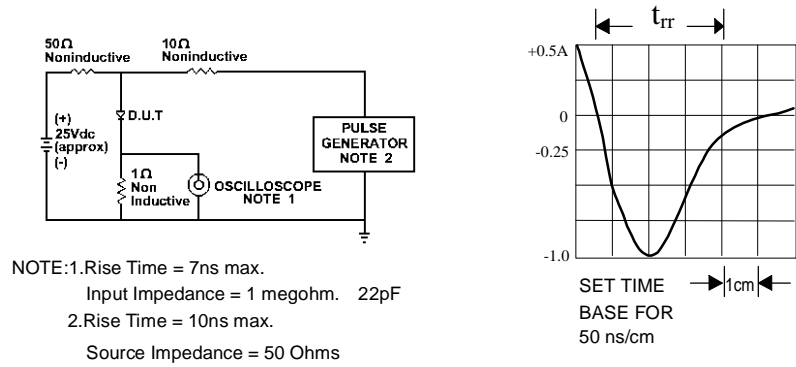 50Ω
Noninductive
10Ω
Noninductive
(+)
25Vdc
(approx)
(-)
D.U.T
PULSE
GENERATOR
NOTE 2
1Ω
Non
Inductive
OSCILLOSCOPE
NOTE 1
NOTE:1.Rise Time = 7ns max.
Input Impedance = 1 megohm. 22pF
2.Rise Time = 10ns max.
Source Impedance = 50 Ohms
trr
+0.5A
0
-0.25
-1.0
SET TIME
BASE FOR
50 ns/cm
1cm